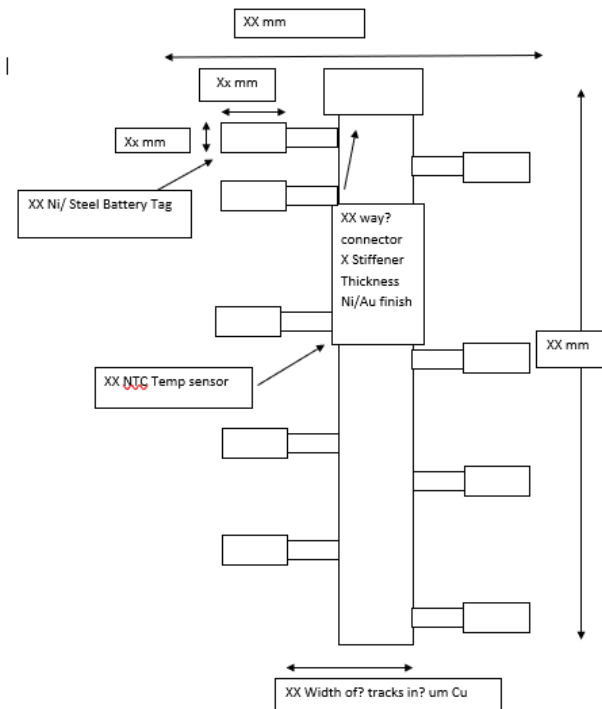 XX mm
Xx mm
Xx mm
XX Ni/ Steel Battery Tag
XX way?
connector
X Stiffener
Thickness
Ni/Au finish
XX mm
XX NTC Temp sensor
XX Width of? tracks in? um Cu